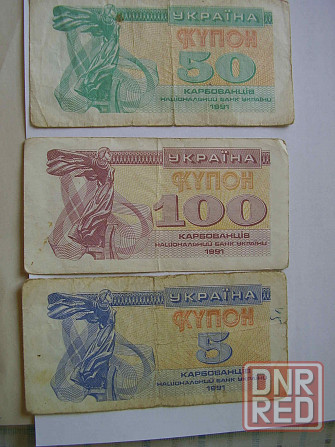 УКРАЇНА
КУПОН
50
КАРБОВАНЦІВ
НАЦІОНАЛЬНИЙ БАНК УКРАЇНИ
1991
УКРАЇНА
КУПОН
100
КАРБОВАНЦІВ
НАЦІОНАЛЬНИЙ БАНК УКРАЇНИ
1991
УКРАЇНА
КУПОН
5
КАРБОВАНЦІВ
НАЦІОНАЛЬНИЙ БАНК УКРАЇНИ
1991
DNR
RED